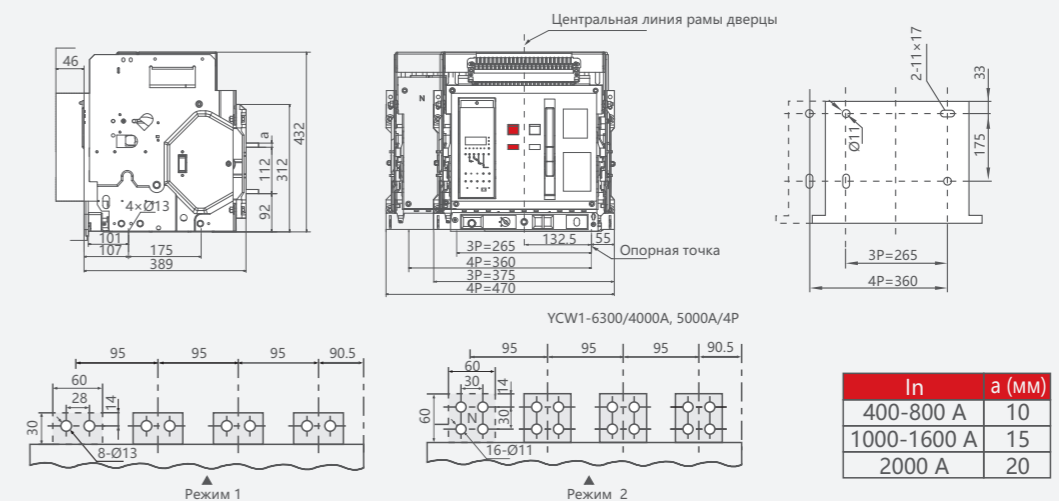 Центральная линия рамы дверцы
46
432
312
a
112
92
4×Ø13
101
107
175
389
N
132.5
55
3P=265
4P=360
3P=375
4P=470
Опорная точка
2-11×17
33
Ø11
175
3P=265
4P=360
YCW1-6300/4000A, 5000A/4P
95
95
95
90.5
60
28
14
30
8-Ø13
Режим 1
95
95
95
90.5
60
30
14
60
30
N
16-Ø11
Режим 2
In a (мм)
400-800 A 10
1000-1600 A 15
2000 A 20